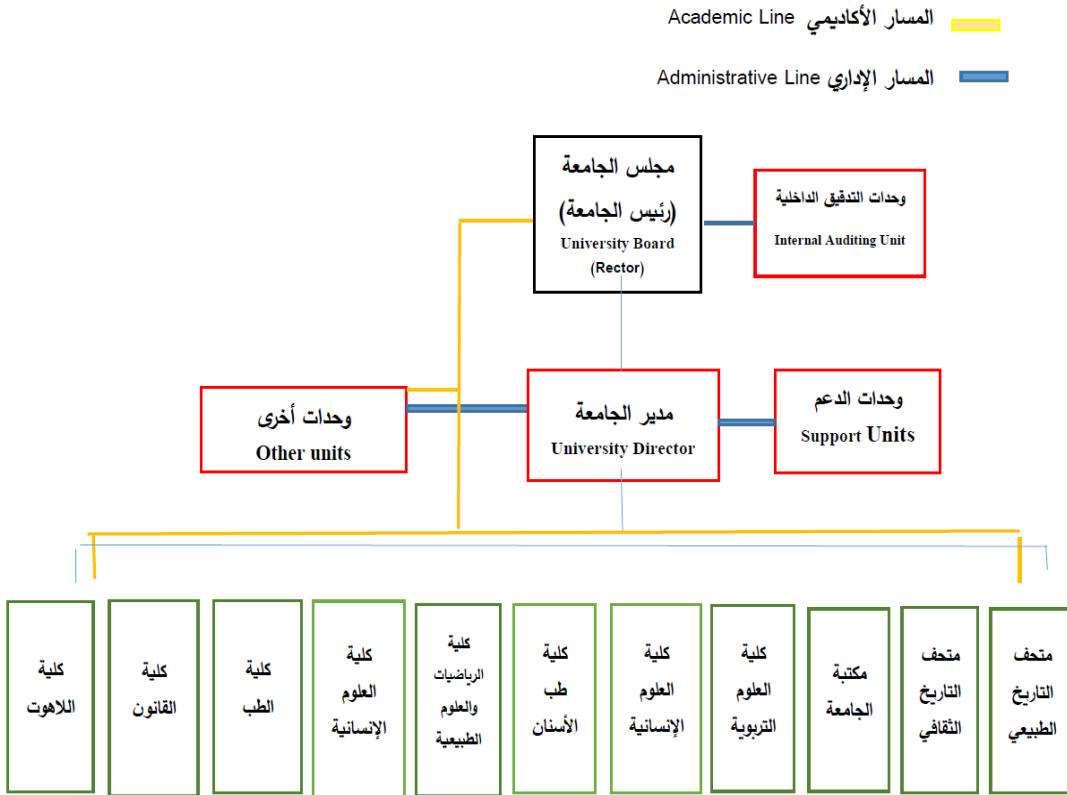 المسار الأكاديمي Academic Line
المسار الإداري Administrative Line
مجلس الجامعة
(رئيس الجامعة)
University Board
(Rector)
وحدات التدقيق الداخلية
Internal Auditing Unit
وحدات أخرى
Other units
مدير الجامعة
University Director
وحدات الدعم
Support Units
متحف
التاريخ
الطبيعي
متحف
التاريخ
الثقافي
مكتبة
الجامعة
كلية
العلوم
التربوية
كلية
العلوم
الإنسانية
كلية
طب
الأسنان
كلية
الرياضيات
والعلوم
الطبيعية
كلية
العلوم
الإنسانية
كلية
الطب
كلية
القانون
كلية
اللاهوت